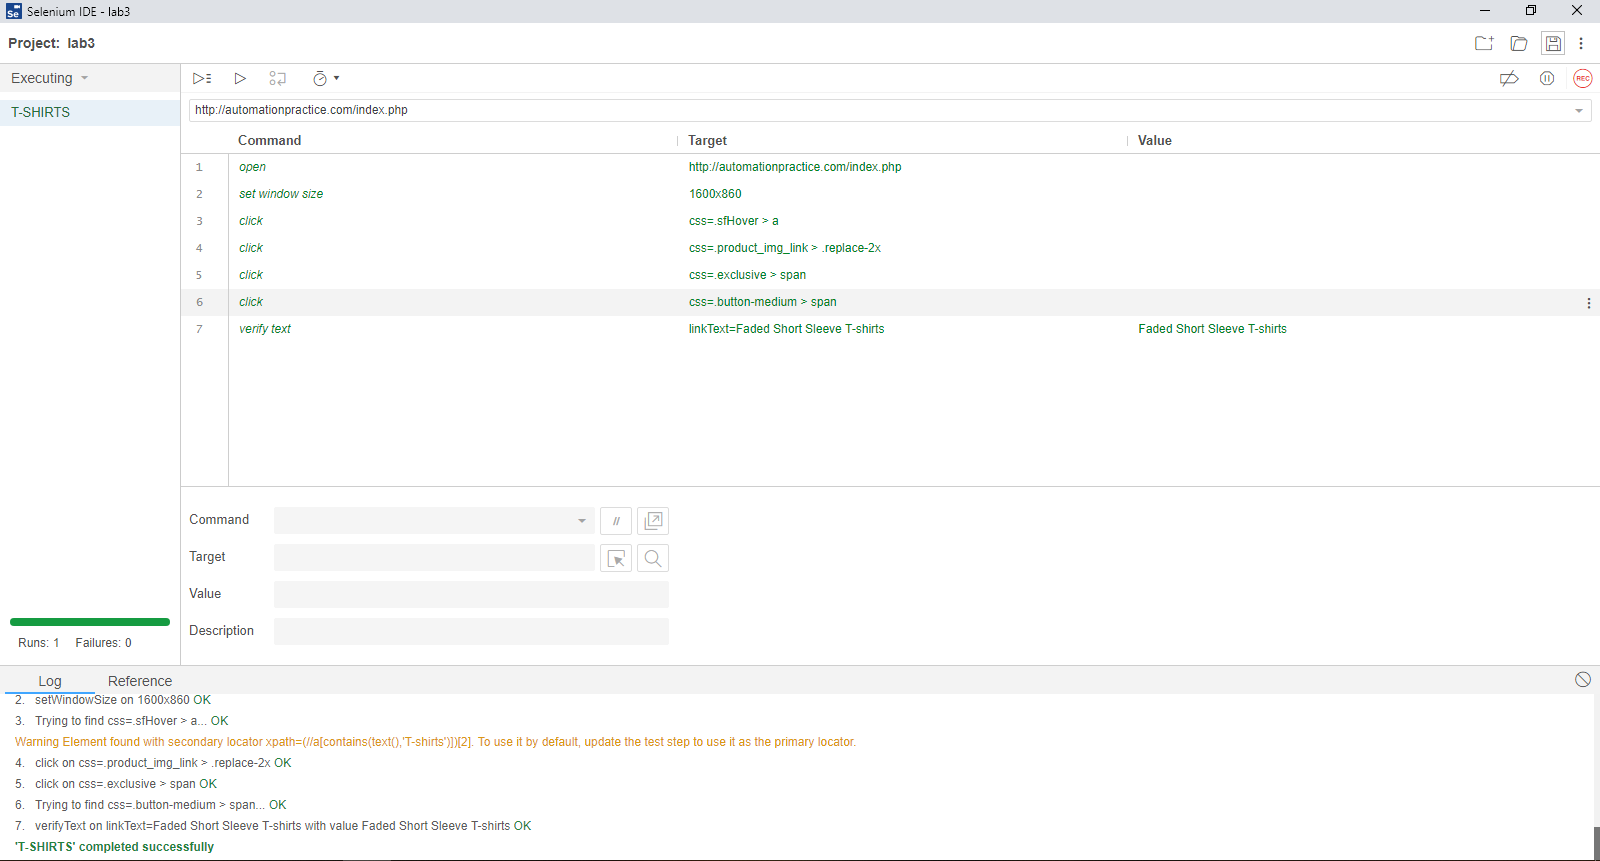 Selenium IDE - lab3
Project: lab3
Executing
T-SHIRTS
REC
http://automationpractice.com/index.php
Command Target Value
1 open http://automationpractice.com/index.php
2 set window size 1600x860
3 click css=.sfHover > a
4 click css=.product_img_link > .replace-2x
5 click css=.exclusive > span
6 click css=.button-medium > span
7 verify text linkText=Faded Short Sleeve T-shirts Faded Short Sleeve T-shirts
Command //
Target
Value
Description
Runs: 1 Failures: 0
Log Reference
2. setWindowSize on 1600x860 OK
3. Trying to find css=.sfHover > a... OK
Warning Element found with secondary locator xpath=(//a[contains(text(),'T-shirts')])[2]. To use it by default, update the test step to use it as the primary locator.
4. click on css=.product_img_link > .replace-2x OK
5. click on css=.exclusive > span OK
6. Trying to find css=.button-medium > span... OK
7. verifyText on linkText=Faded Short Sleeve T-shirts with value Faded Short Sleeve T-shirts OK
'T-SHIRTS' completed successfully